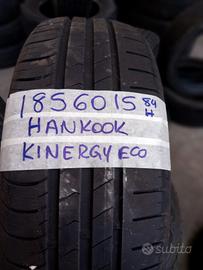 185 60 15 84 H
HANKOOK
KINERGY ECO
subito